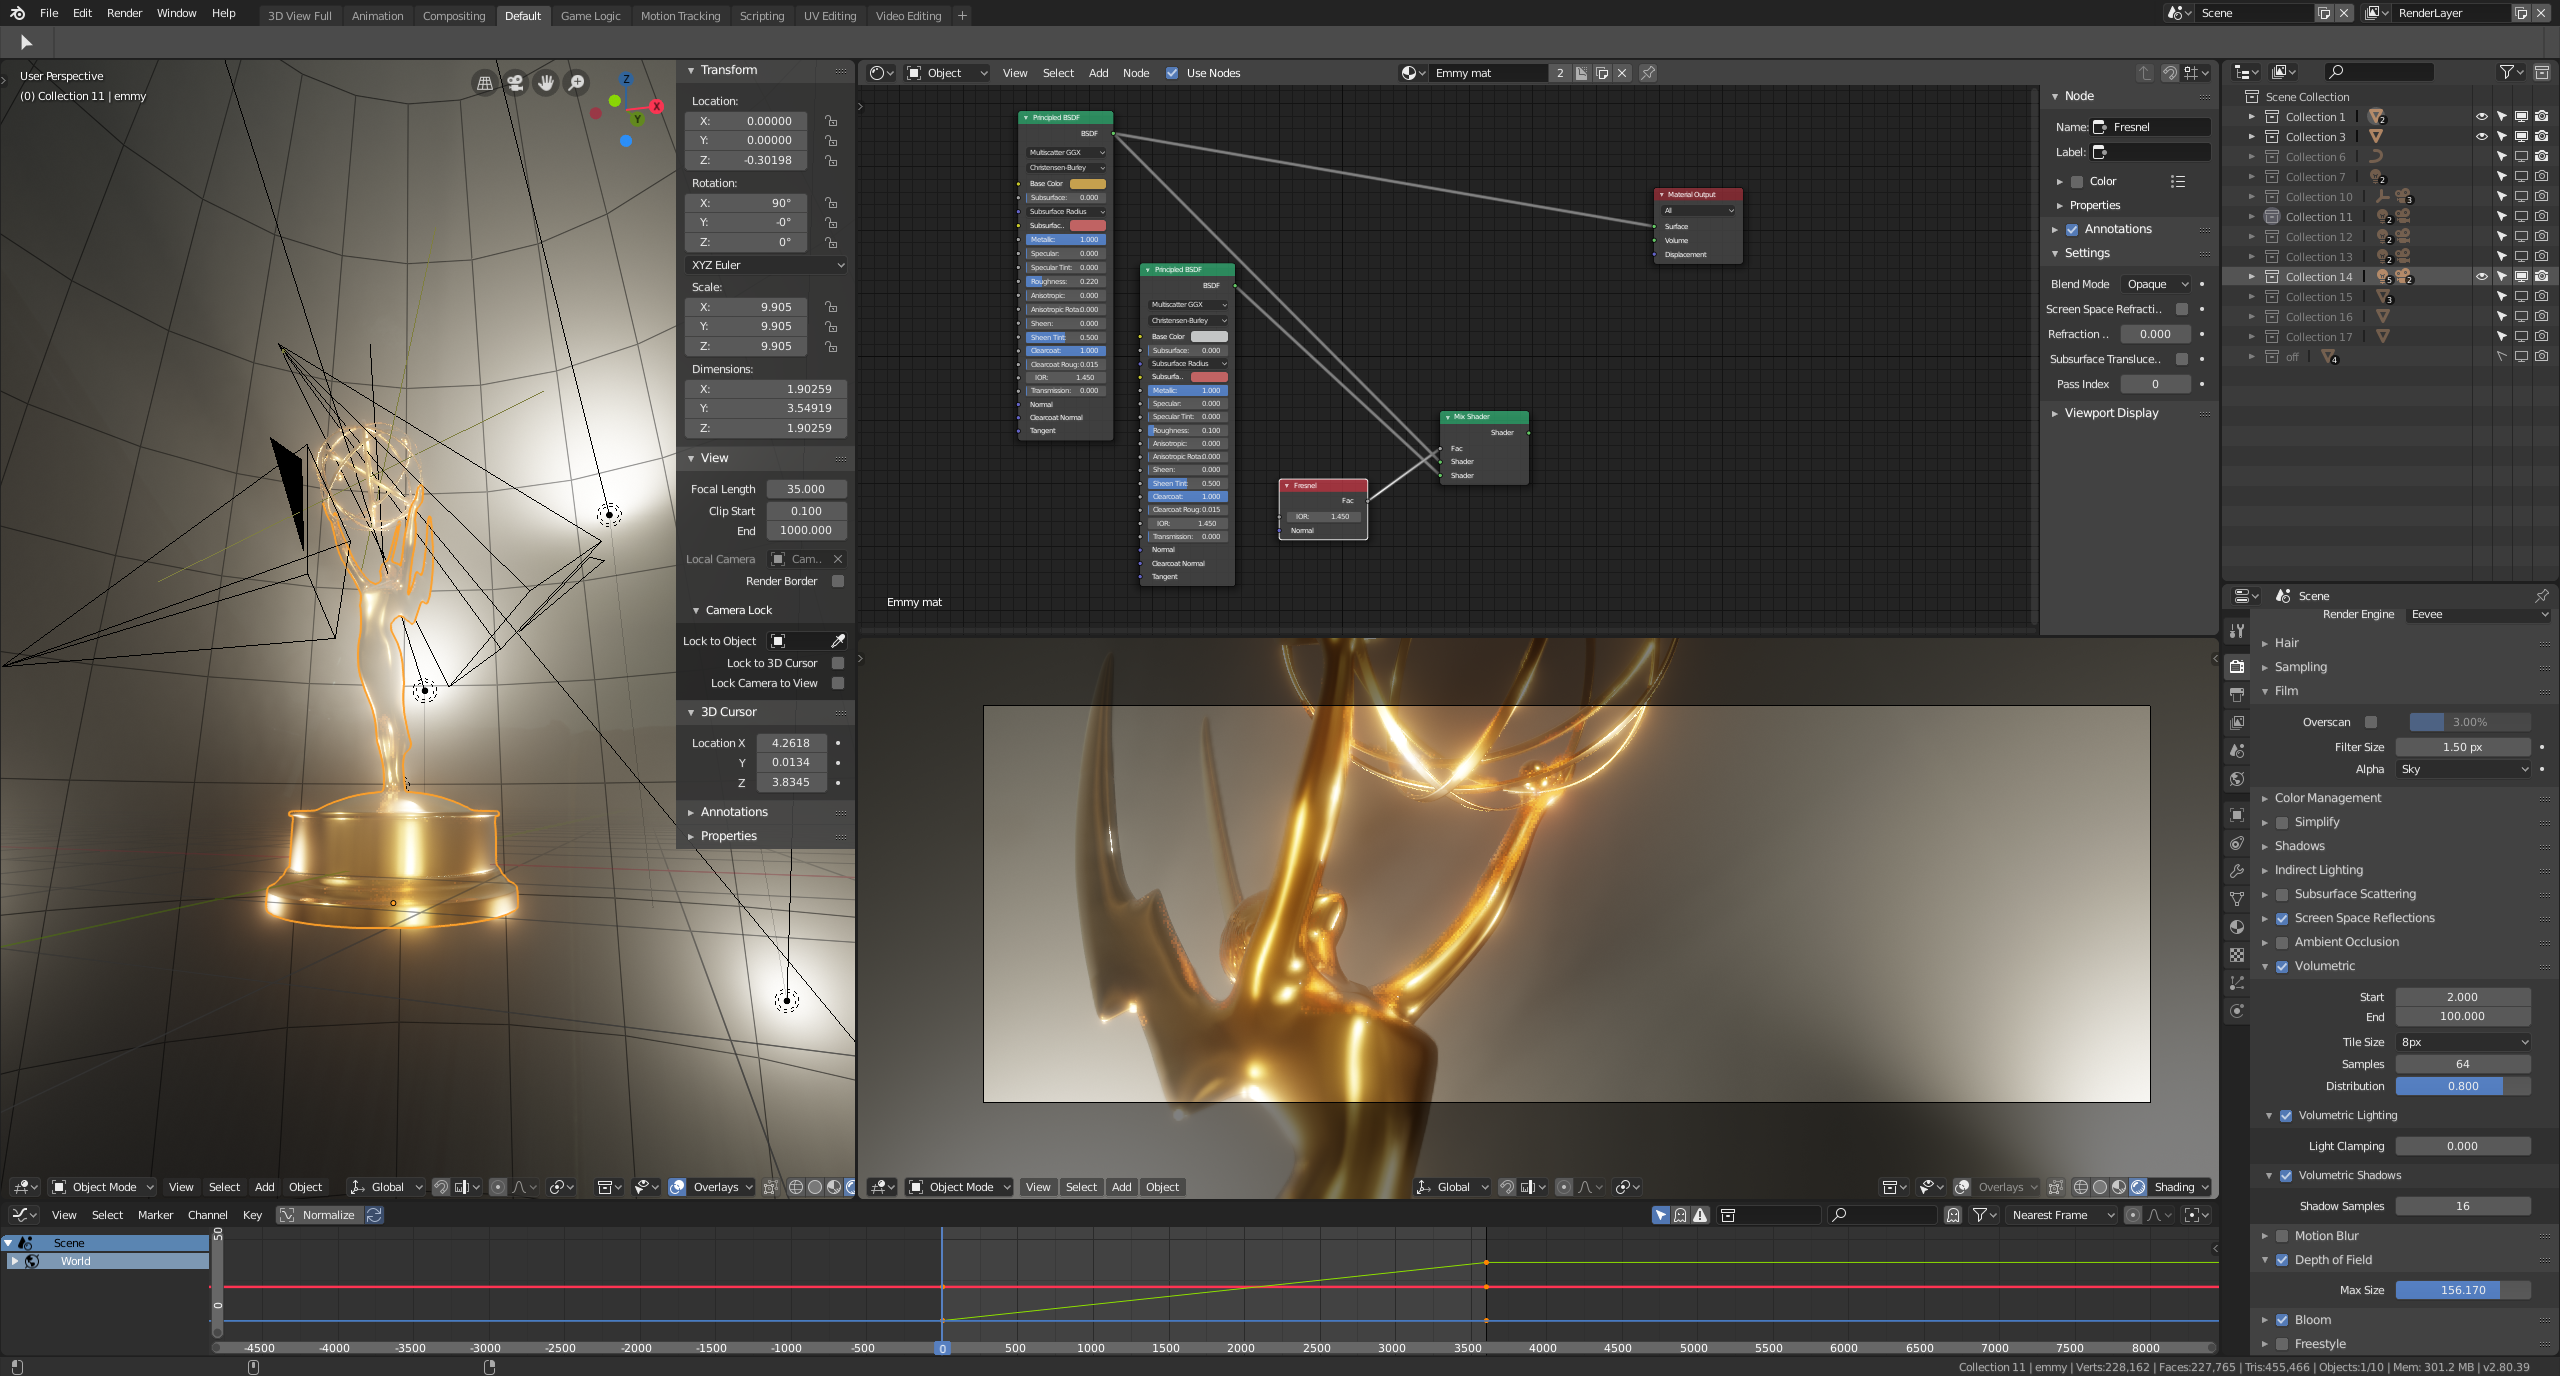 File Edit Render Window Help
3D View Full Animation Compositing Default Game Logic Motion Tracking Scripting UV Editing Video Editing +
Scene
RenderLayer
User Perspective
(0) Collection 11 | emmy
Z
X
Y
Transform
Location:
X: 0.00000
Y: 0.00000
Z: -0.30198
Rotation:
X: 90°
Y: -0°
Z: 0°
XYZ Euler
Scale:
X: 9.905
Y: 9.905
Z: 9.905
Dimensions:
X: 1.90259
Y: 3.54919
Z: 1.90259
View
Focal Length 35.000
Clip Start 0.100
End 1000.000
Local Camera Cam..
Render Border
Camera Lock
Lock to Object
Lock to 3D Cursor
Lock Camera to View
3D Cursor
Location X 4.2618
Y 0.0134
Z 3.8345
Annotations
Properties
Object Mode View Select Add Object Global Overlays
Object View Select Add Node Use Nodes Emmy mat 2
Principled BSDF
BSDF
Multiscatter GGX
Christensen-Burley
Base Color
Subsurface: 0.000
Subsurface Radius
Subsurfac..
Metallic: 1.000
Specular: 0.000
Specular Tint: 0.000
Roughness: 0.220
Anisotropic: 0.000
Anisotropic Rota:0.000
Sheen: 0.000
Sheen Tint: 0.500
Clearcoat: 1.000
Clearcoat Roug:0.015
IOR: 1.450
Transmission: 0.000
Normal
Clearcoat Normal
Tangent
Principled BSDF
BSDF
Multiscatter GGX
Christensen-Burley
Base Color
Subsurface: 0.000
Subsurface Radius
Subsurfa..
Metallic: 1.000
Specular: 0.000
Specular Tint: 0.000
Roughness: 0.100
Anisotropic: 0.000
Anisotropic Rota:0.000
Sheen: 0.000
Sheen Tint: 0.500
Clearcoat: 1.000
Clearcoat Roug:0.015
IOR: 1.450
Transmission: 0.000
Normal
Clearcoat Normal
Tangent
Fresnel
Fac
IOR: 1.450
Normal
Mix Shader
Shader
Fac
Shader
Shader
Material Output
All
Surface
Volume
Displacement
Emmy mat
Node
Name: Fresnel
Label:
Color
Properties
Annotations
Settings
Blend Mode Opaque
Screen Space Refracti..
Refraction .. 0.000
Subsurface Transluce..
Pass Index 0
Viewport Display
Object Mode View Select Add Object Global Overlays Shading
Scene Collection
Collection 1 2
Collection 3
Collection 6
Collection 7 2
Collection 10 3
Collection 11 2
Collection 12 2
Collection 13 2
Collection 14 5 2
Collection 15 3
Collection 16
Collection 17
off 4
Scene
Render Engine Eevee
Hair
Sampling
Film
Overscan 3.00%
Filter Size 1.50 px
Alpha Sky
Color Management
Simplify
Shadows
Indirect Lighting
Subsurface Scattering
Screen Space Reflections
Ambient Occlusion
Volumetric
Start 2.000
End 100.000
Tile Size 8px
Samples 64
Distribution 0.800
Volumetric Lighting
Light Clamping 0.000
Volumetric Shadows
Shadow Samples 16
Motion Blur
Depth of Field
Max Size 156.170
Bloom
Freestyle
View Select Marker Channel Key Normalize Nearest Frame
Scene
World
50
0
-4500 -4000 -3500 -3000 -2500 -2000 -1500 -1000 -500 0 500 1000 1500 2000 2500 3000 3500 4000 4500 5000 5500 6000 6500 7000 7500 8000
Collection 11 | emmy | Verts:228,162 | Faces:227,765 | Tris:455,466 | Objects:1/10 | Mem: 301.2 MB | v2.80.39